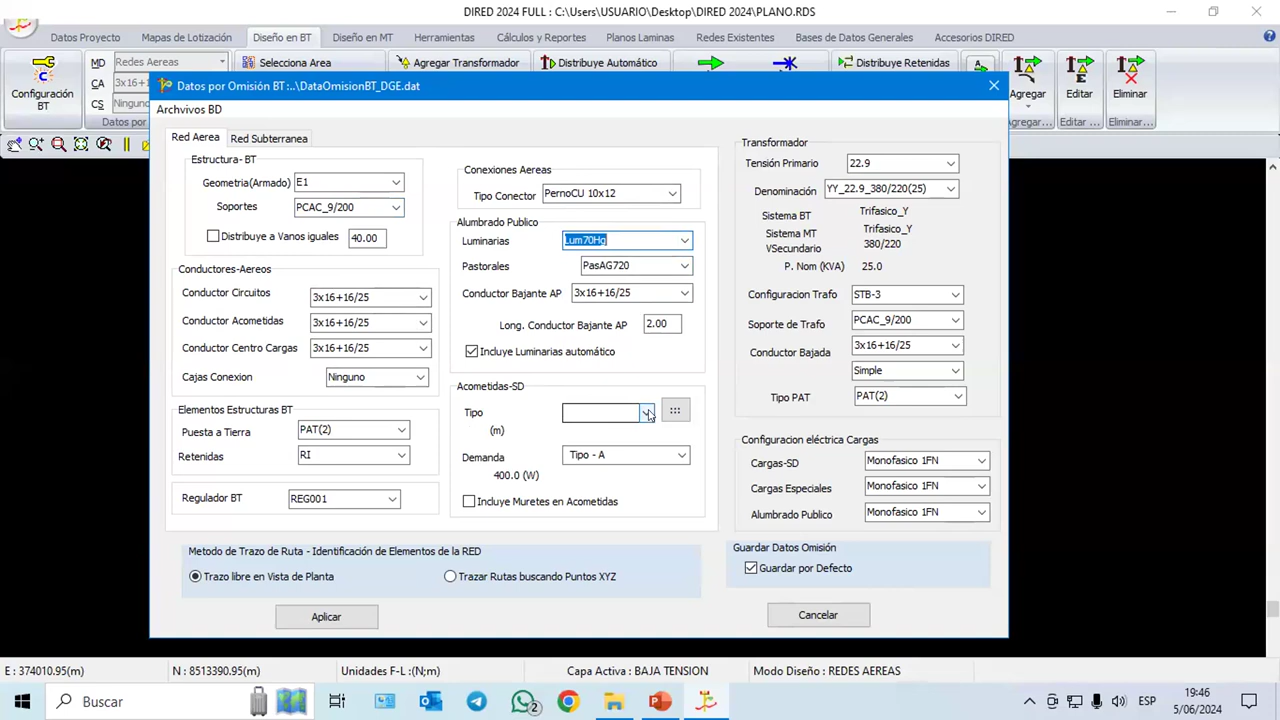 DIRED 2024 FULL : C:\Users\USUARIO\Desktop\DIRED 2024\PLANO.RDS
Datos Proyecto Mapas de Lotización Diseño en BT Diseño en MT Herramientas Cálculos y Reportes Planos Laminas Redes Existentes Bases de Datos Generales Accesorios DIRED
MD Redes Aereas Selecciona Area Agregar Transformador Distribuye Automático Distribuye Retenidas
Configuración BT
CA 3x16+1
CS Ninguno
Datos por
Agregar Editar Eliminar
Agregar... Editar ... Eliminar...
Datos por Omisión BT:..\DataOmisionBT_DGE.dat
Archvivos BD
Red Aerea Red Subterranea
Estructura- BT
Geometria(Armado) E1
Soportes PCAC_9/200
Distribuye a Vanos iguales 40.00
Conductores-Aereos
Conductor Circuitos 3x16+16/25
Conductor Acometidas 3x16+16/25
Conductor Centro Cargas 3x16+16/25
Cajas Conexion Ninguno
Elementos Estructuras BT
Puesta a Tierra PAT(2)
Retenidas RI
Regulador BT REG001
Conexiones Aereas
Tipo Conector PernoCU 10x12
Alumbrado Publico
Luminarias Lum70Hg
Pastorales PasAG720
Conductor Bajante AP 3x16+16/25
Long. Conductor Bajante AP 2.00
Incluye Luminarias automático
Acometidas-SD
Tipo
(m)
Demanda Tipo - A
400.0 (W)
Incluye Muretes en Acometidas
Transformador
Tensión Primario 22.9
Denominación YY_22.9_380/220(25)
Sistema BT Trifasico_Y
Sistema MT Trifasico_Y
VSecundario 380/220
P. Nom (KVA) 25.0
Configuracion Trafo STB-3
Soporte de Trafo PCAC_9/200
Conductor Bajada 3x16+16/25
Simple
Tipo PAT PAT(2)
Configuracion eléctrica Cargas
Cargas-SD Monofasico 1FN
Cargas Especiales Monofasico 1FN
Alumbrado Publico Monofasico 1FN
Metodo de Trazo de Ruta - Identificación de Elementos de la RED
Trazo libre en Vista de Planta Trazar Rutas buscando Puntos XYZ
Guardar Datos Omisión
Guardar por Defecto
Aplicar Cancelar
E : 374010.95(m) N : 8513390.95(m) Unidades F-L :(N;m) Capa Activa : BAJA TENSION Modo Diseño : REDES AEREAS
Buscar 2 ESP 19:46
5/06/2024